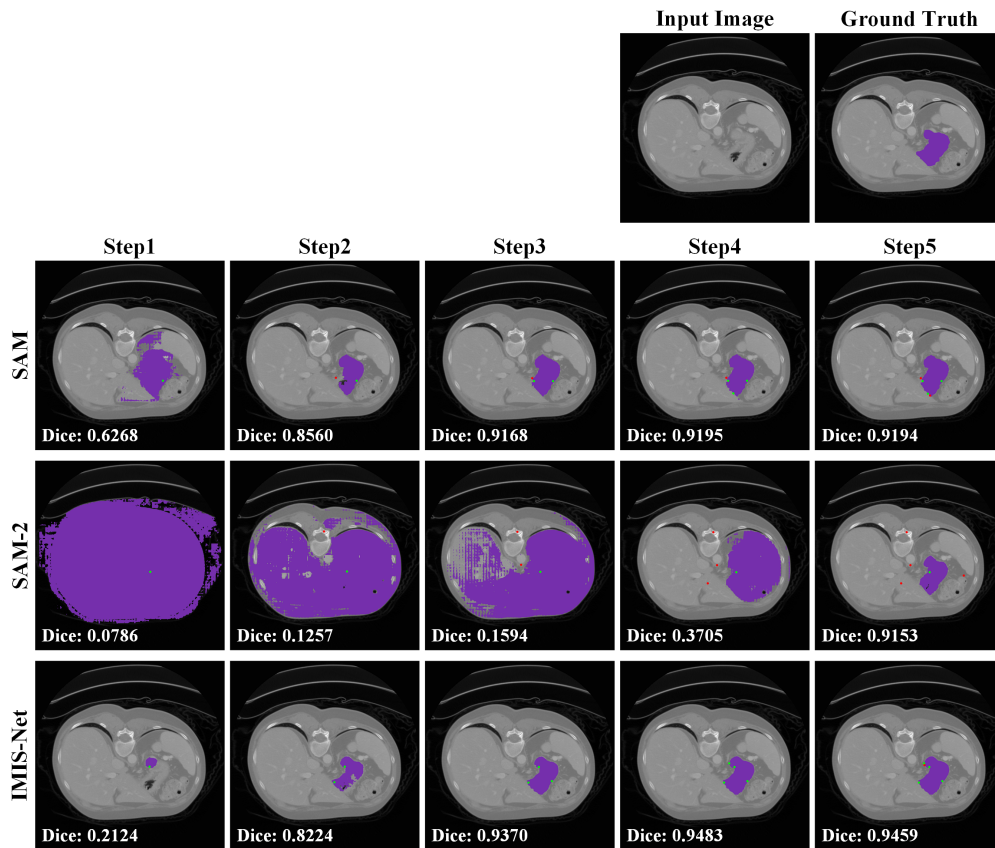 Input Image Ground Truth
Step1 Step2 Step3 Step4 Step5
SAM
Dice: 0.6268 Dice: 0.8560 Dice: 0.9168 Dice: 0.9195 Dice: 0.9194
SAM-2
Dice: 0.0786 Dice: 0.1257 Dice: 0.1594 Dice: 0.3705 Dice: 0.9153
IMIS-Net
Dice: 0.2124 Dice: 0.8224 Dice: 0.9370 Dice: 0.9483 Dice: 0.9459